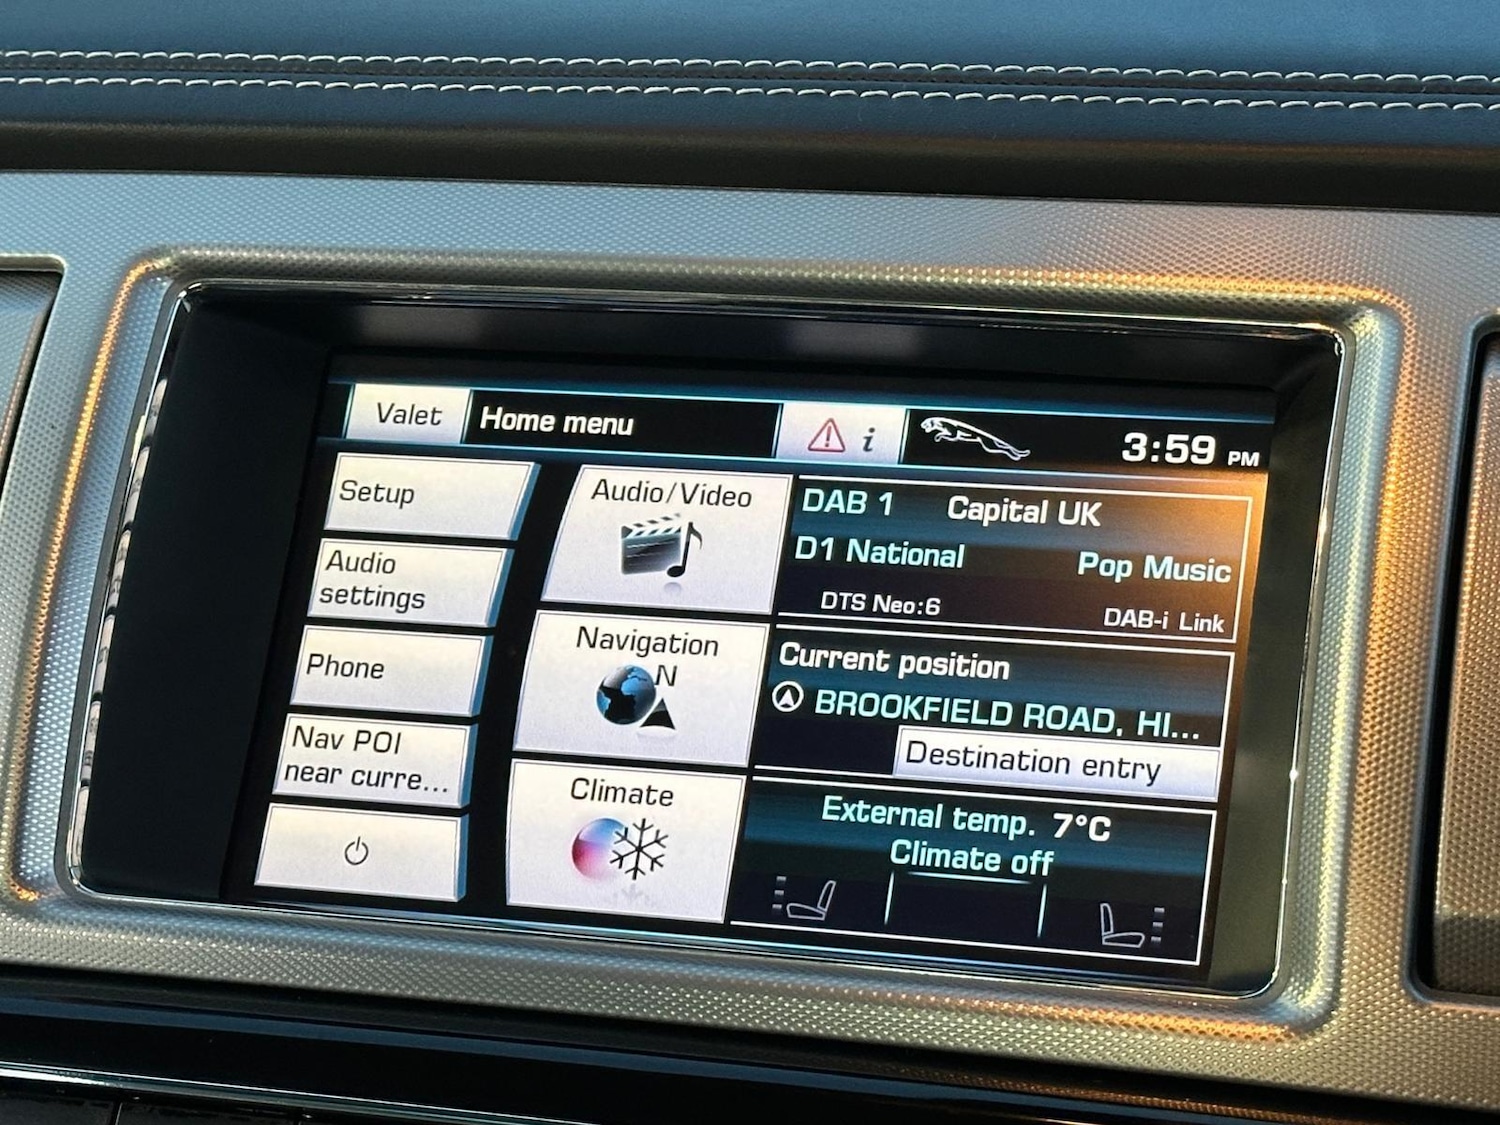 Valet
Home menu
i
3:59 PM
Setup
Audio
settings
Phone
Nav POI
near curre...
Audio/Video
Navigation
N
Climate
DAB 1 Capital UK
D1 National Pop Music
DTS Neo:6 DAB-i Link
Current position
BROOKFIELD ROAD, HI...
Destination entry
External temp. 7°C
Climate off